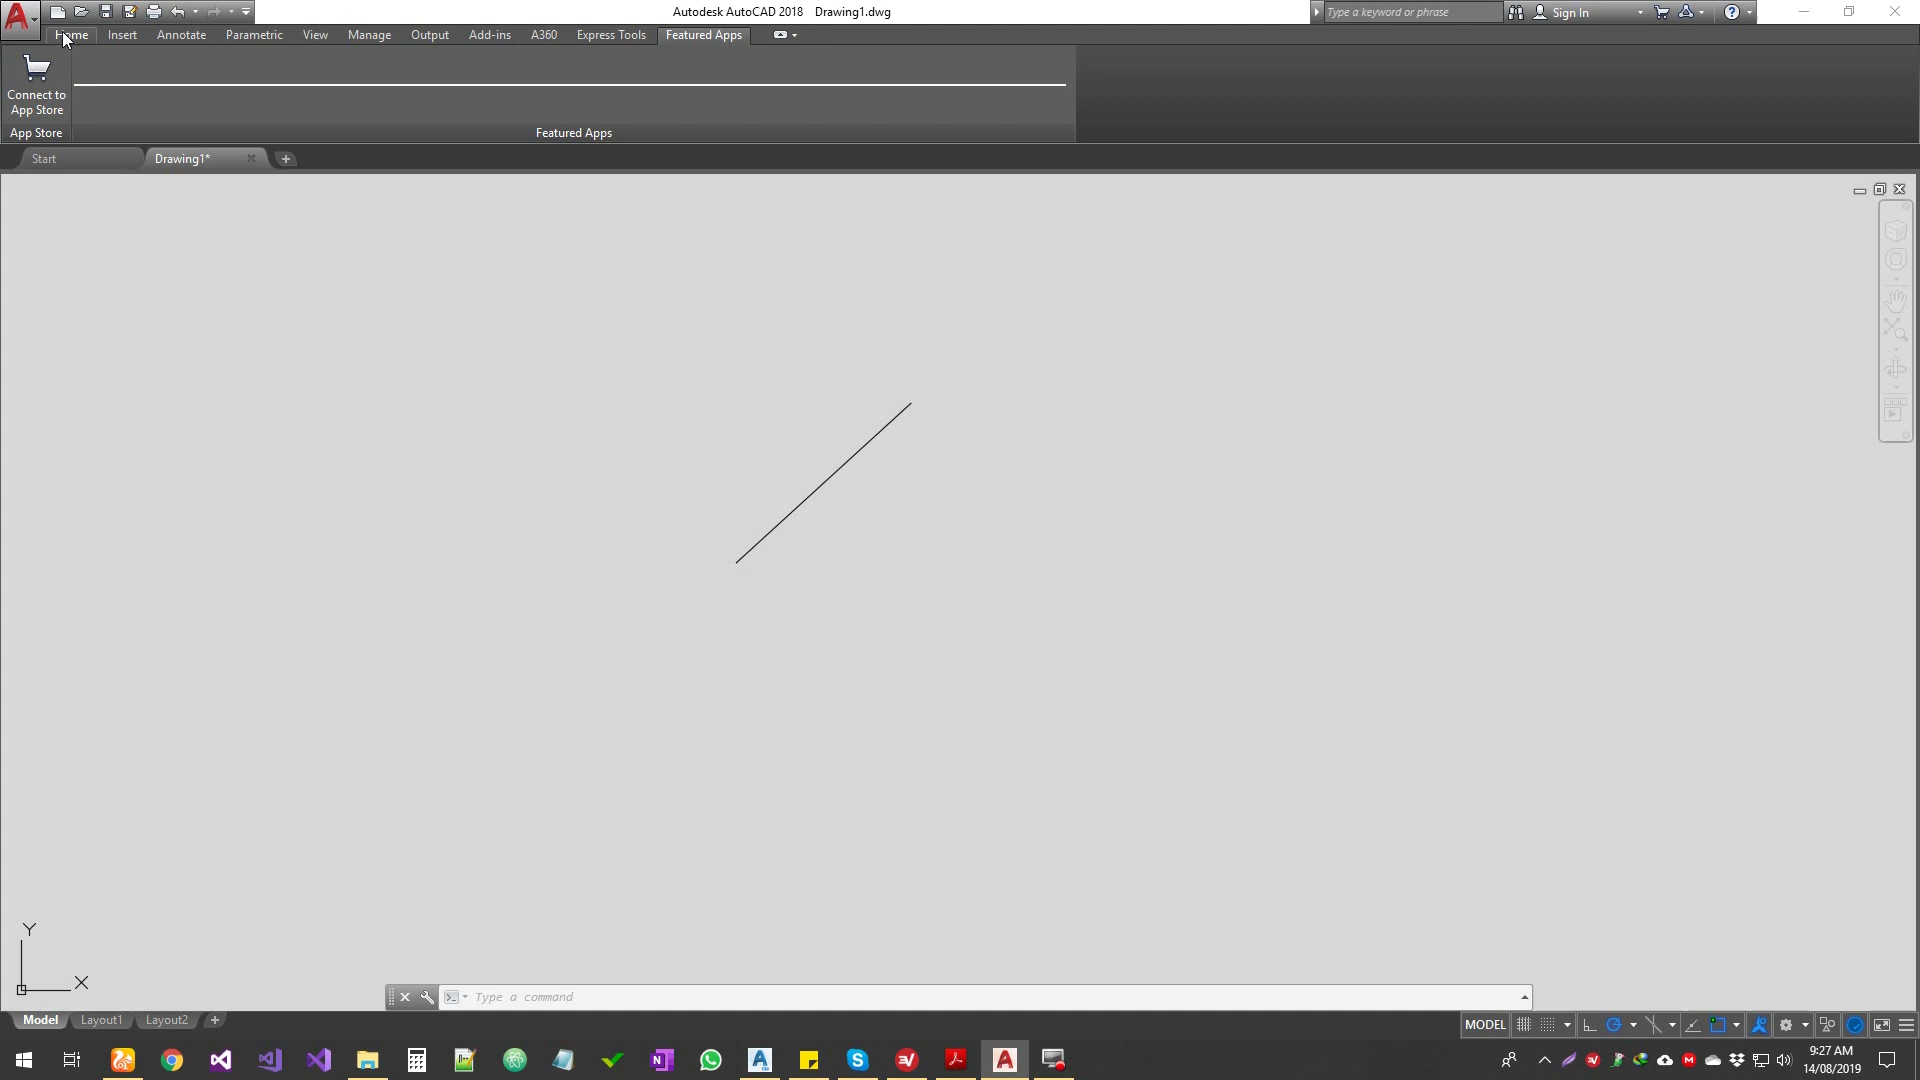 Autodesk AutoCAD 2018 Drawing1.dwg
Type a keyword or phrase
Sign In
Home Insert Annotate Parametric View Manage Output Add-ins A360 Express Tools Featured Apps
Connect to
App Store
App Store
Featured Apps
Start
Drawing1*
Y
X
Type a command
Model Layout1 Layout2
MODEL
9:27 AM
14/08/2019